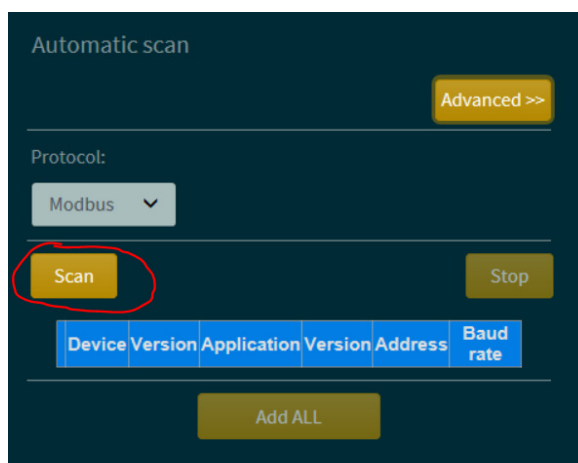 Automatic scan
Advanced >>
Protocol:
Modbus
Scan
Stop
Device Version Application Version Address Baud rate
Add ALL